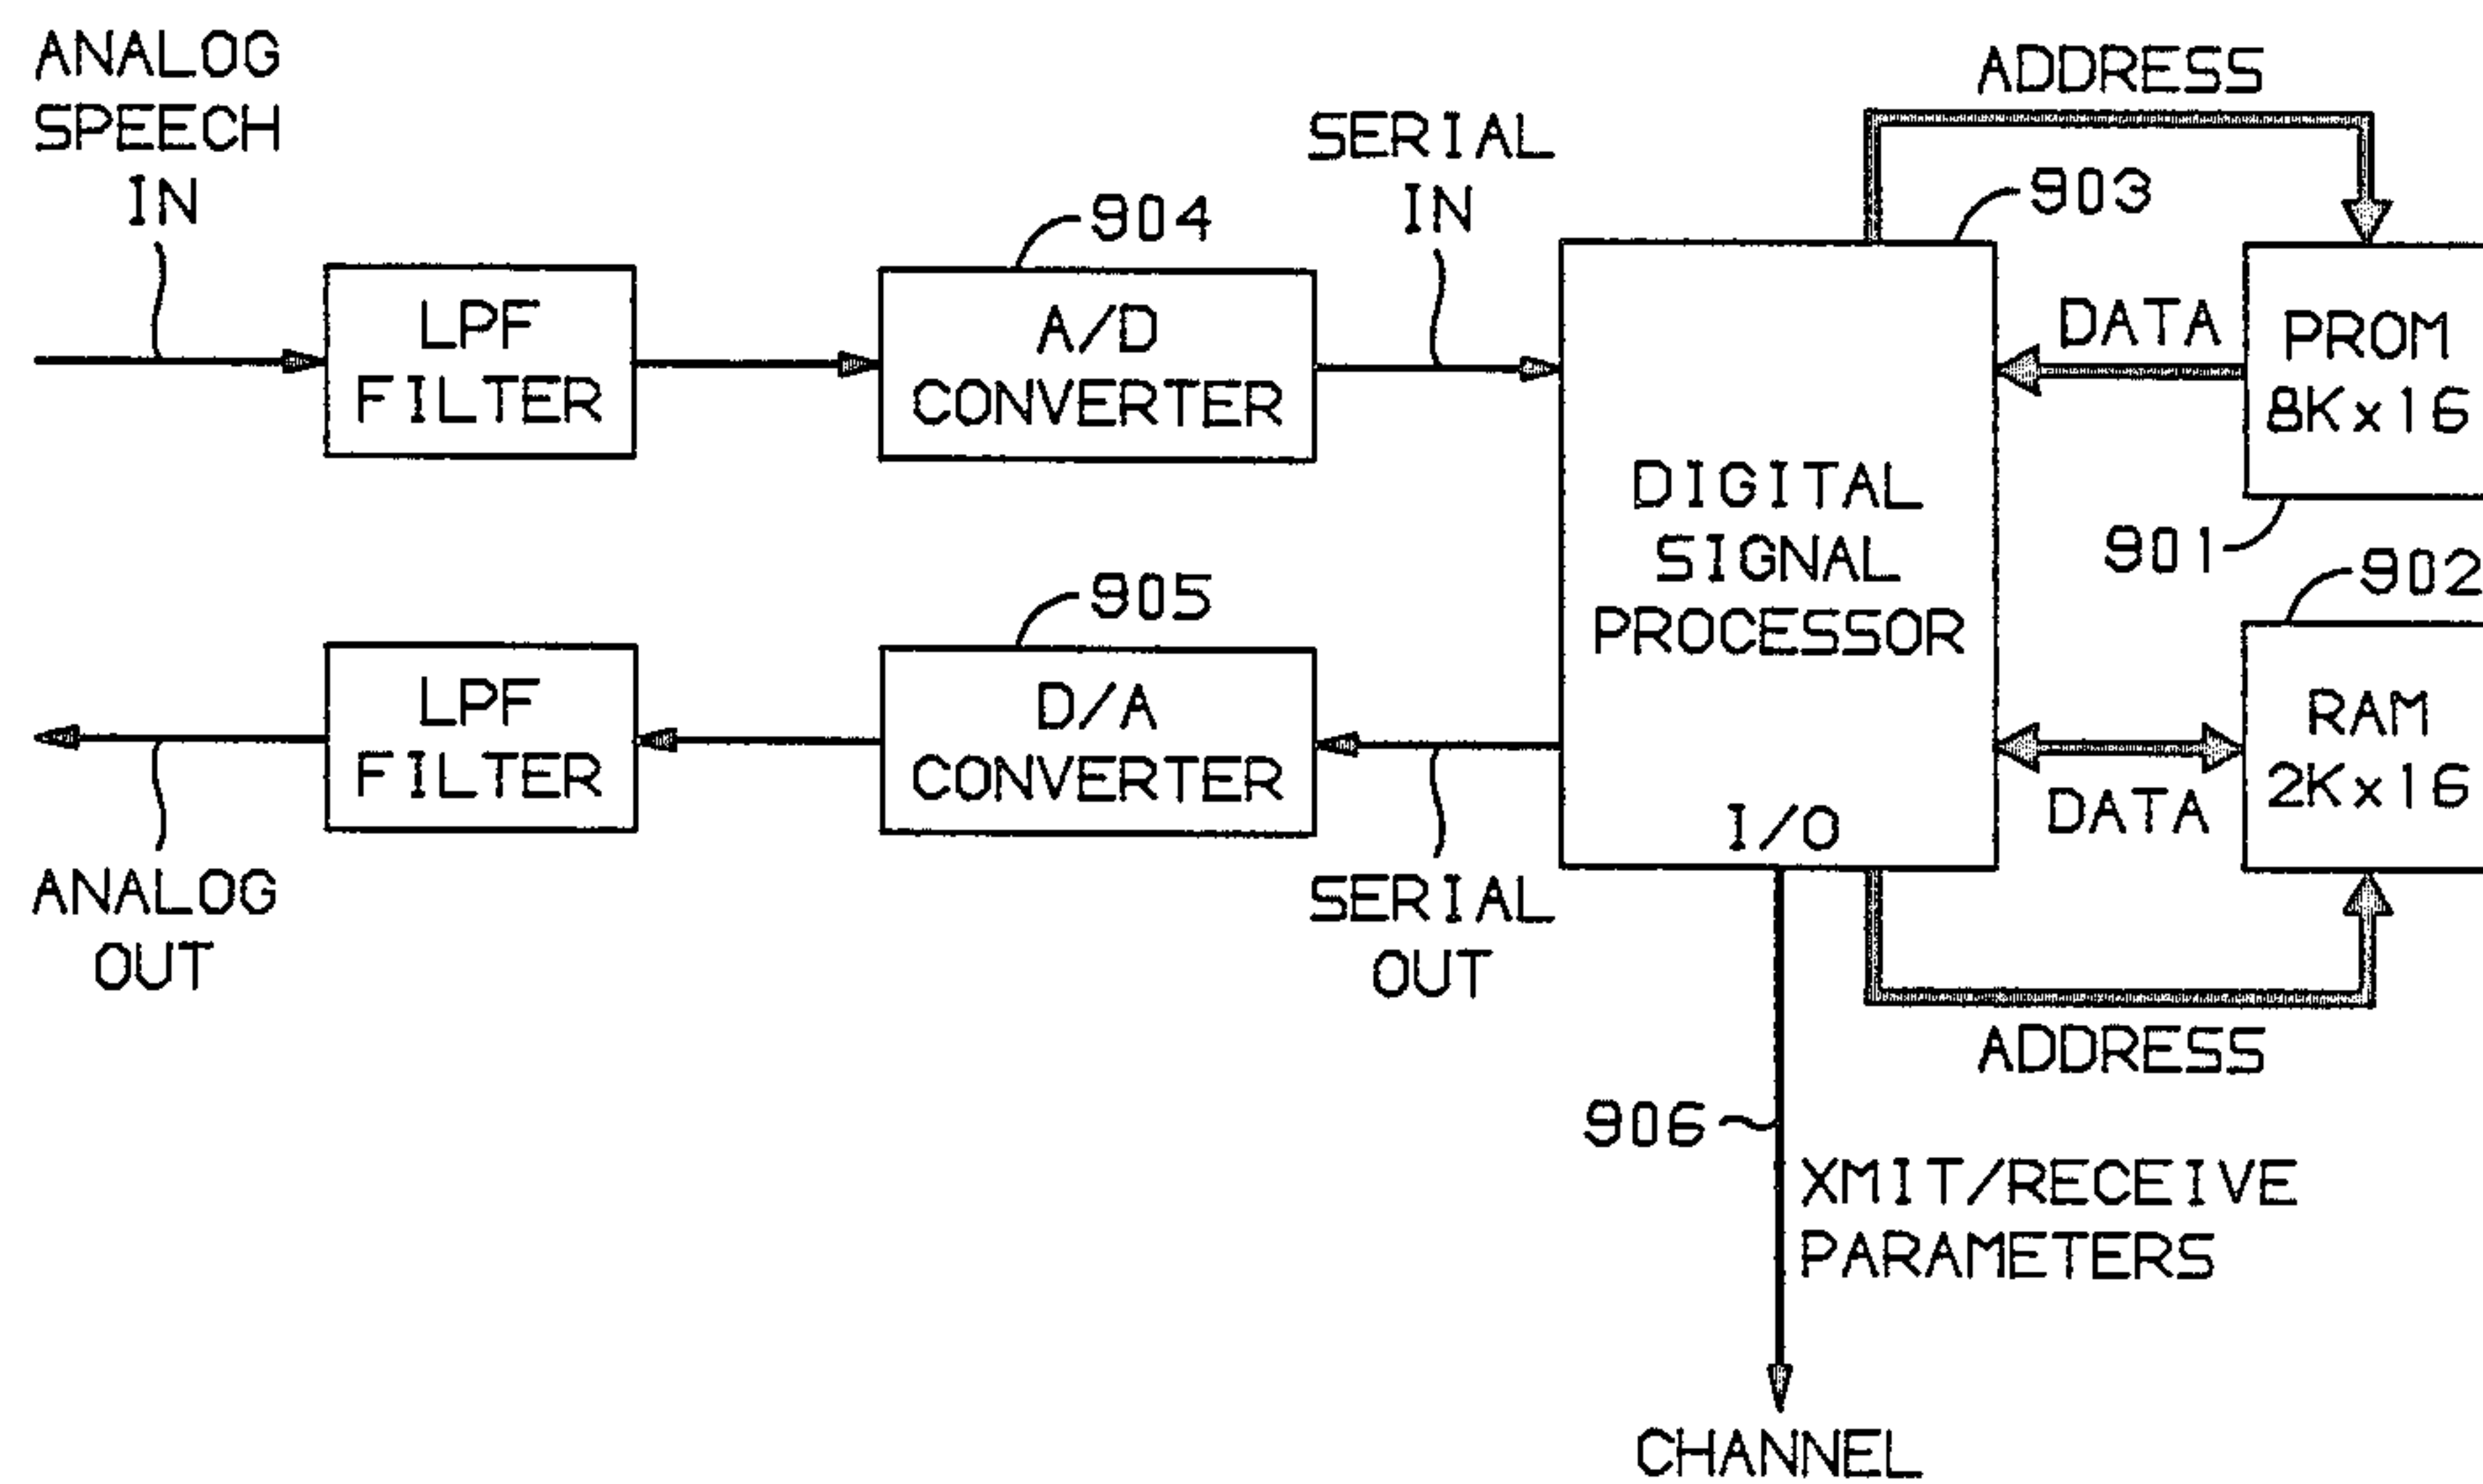 ANALOG
SPEECH
IN
LPF
FILTER
904
A/D
CONVERTER
SERIAL
IN
ADDRESS
903
DIGITAL
SIGNAL
PROCESSOR
I/O
DATA
PROM
8Kx16
901
902
RAM
2Kx16
DATA
ADDRESS
905
D/A
CONVERTER
SERIAL
OUT
LPF
FILTER
ANALOG
OUT
906
XMIT/RECEIVE
PARAMETERS
CHANNEL